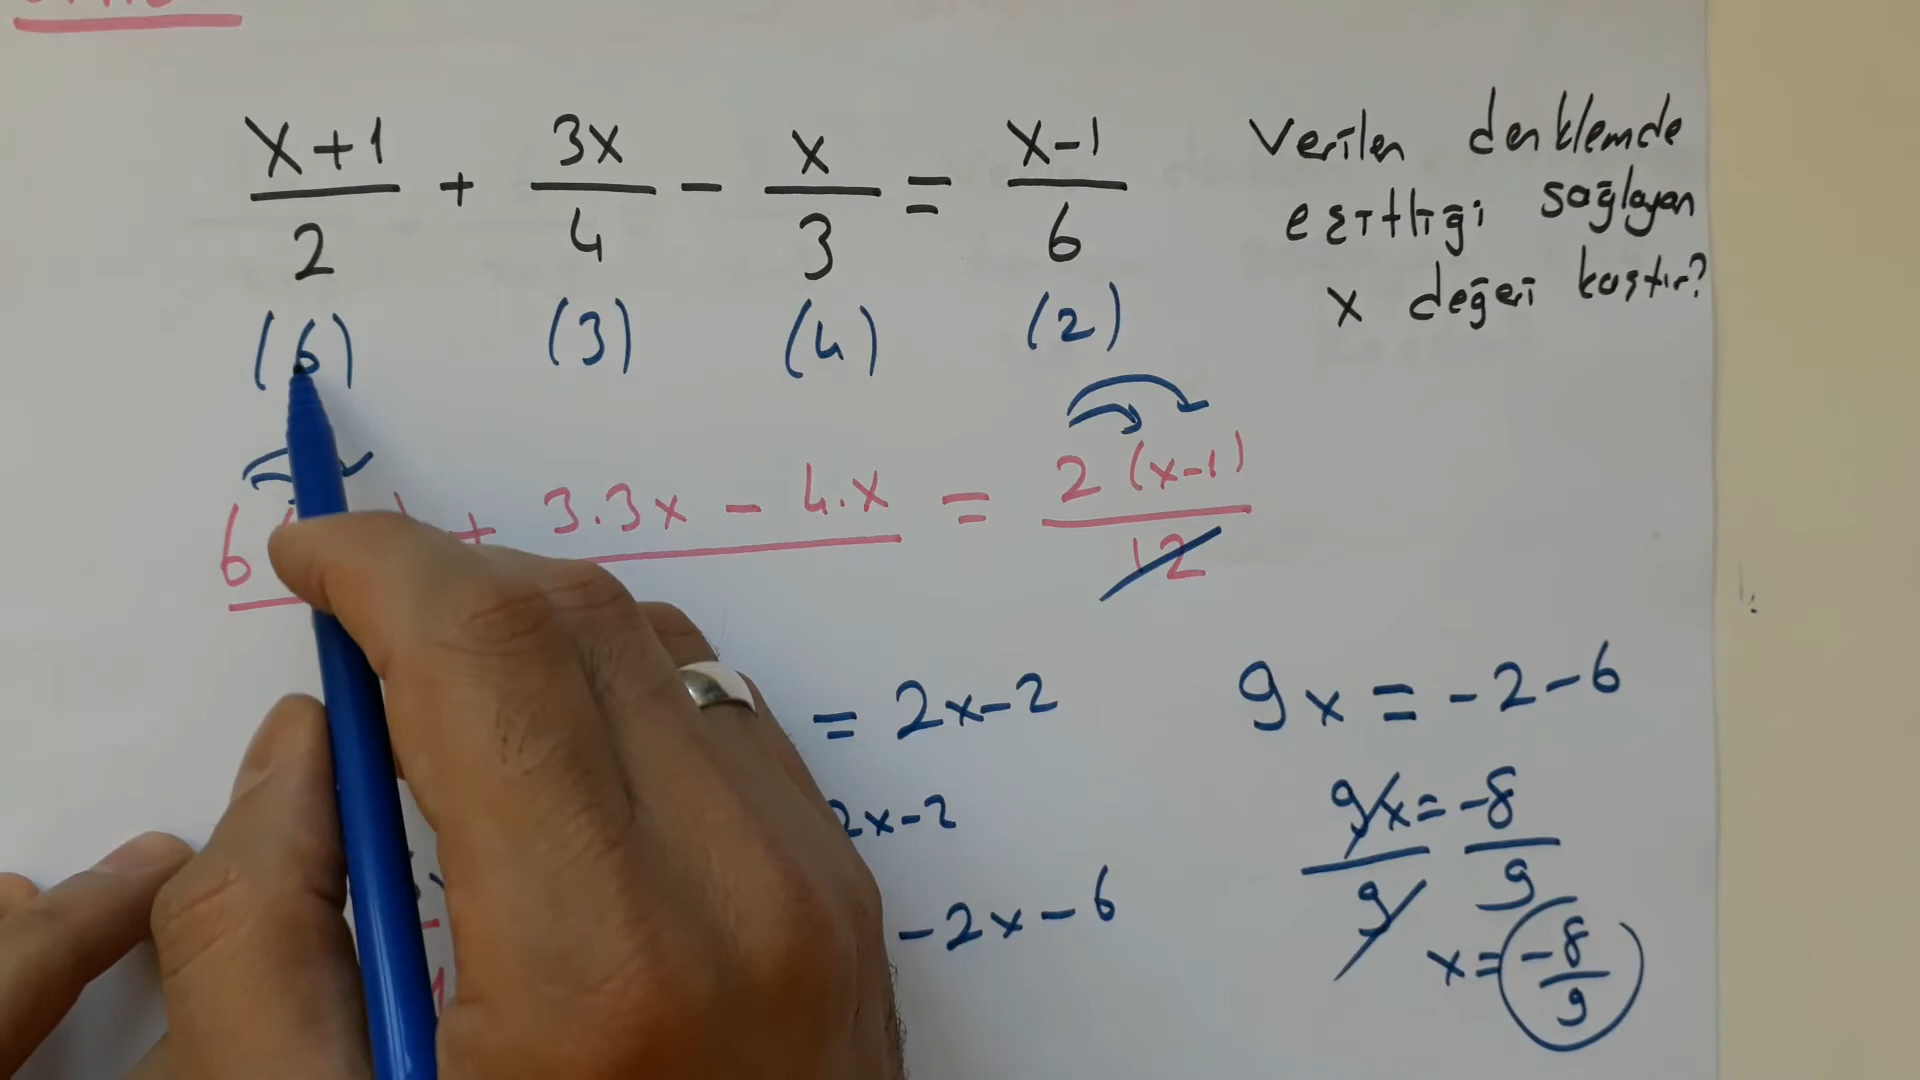 x+1/2 + 3x/4 - x/3 = x-1/6
(6) (3) (4) (2)
Verilen denklemde
eşitliği sağlayan
x değeri kaçtır?
6 + 3.3x - 4.x = 2(x-1)/12
= 2x-2
2x-2
-2x-6
9x = -2-6
9x/9 = -8/9
x = -8/9